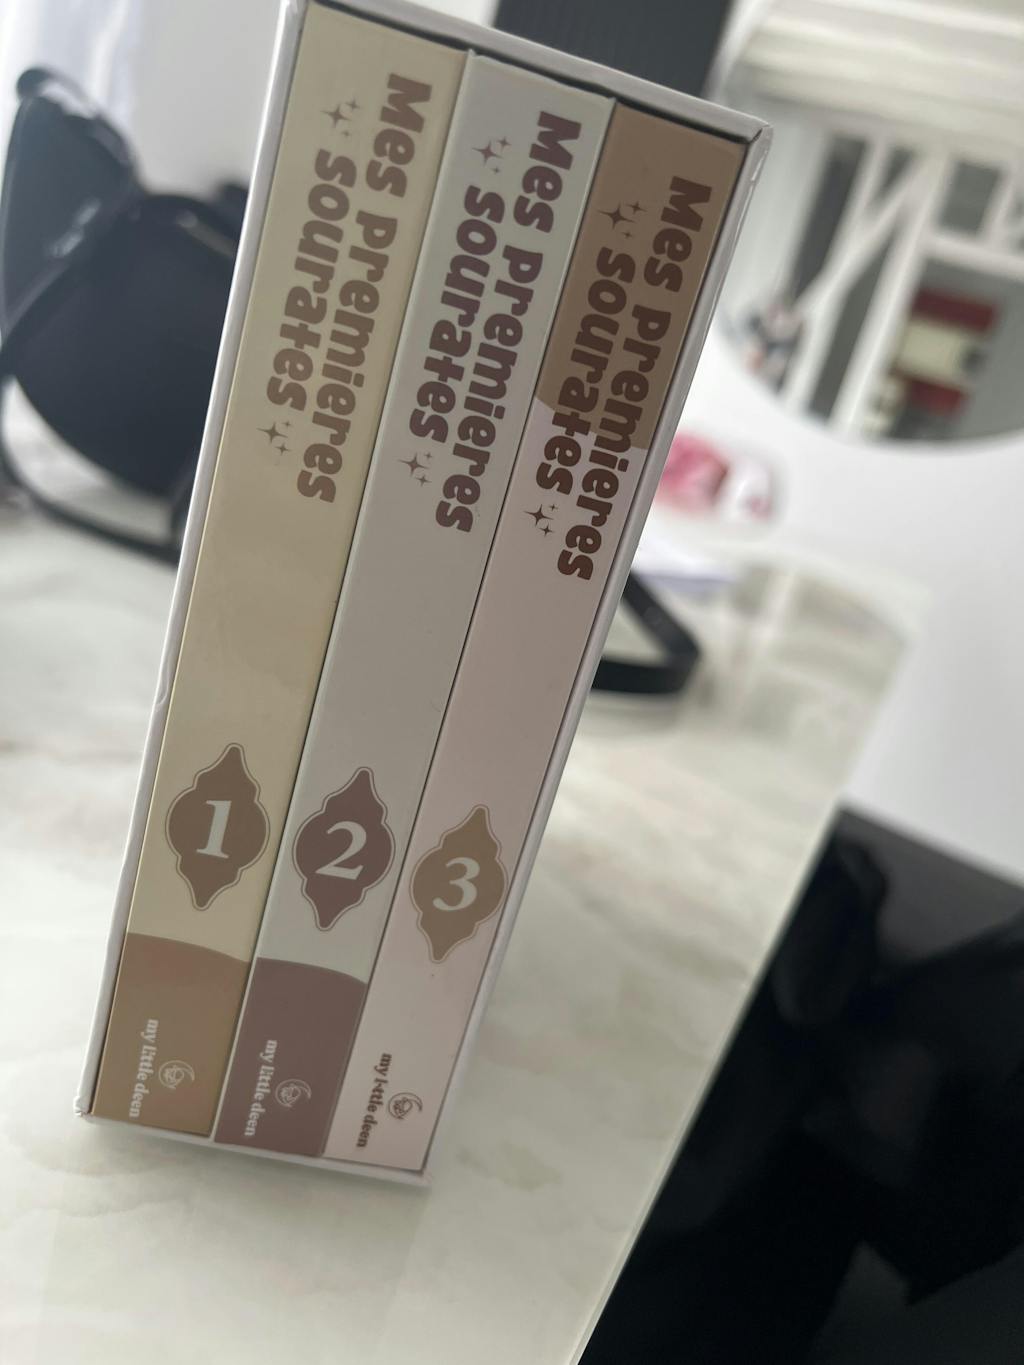 Mes premieres
sourates
1
my little deen
Mes premieres
sourates
2
my little deen
Mes premieres
sourates
3
my little deen